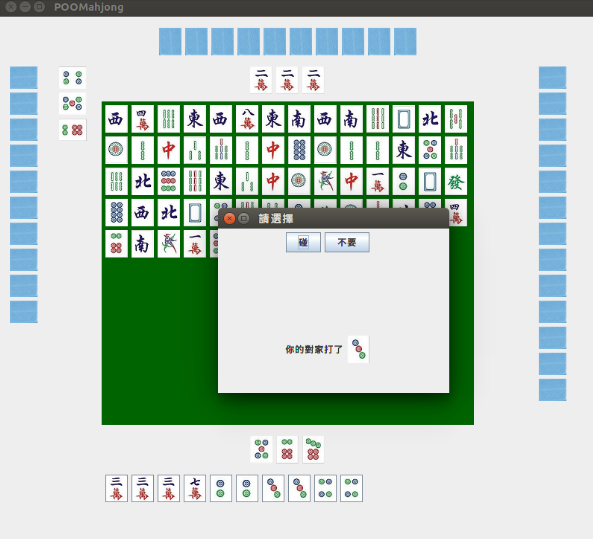 POOMahjong
二萬 二萬 二萬
西 四萬 東 西 八萬 東 南 西 南 北
中 中 東
北 東 中 中 一萬 發
西 北 四萬
南 一萬
請選擇
碰 不要
你的對家打了
三萬 三萬 三萬 七萬